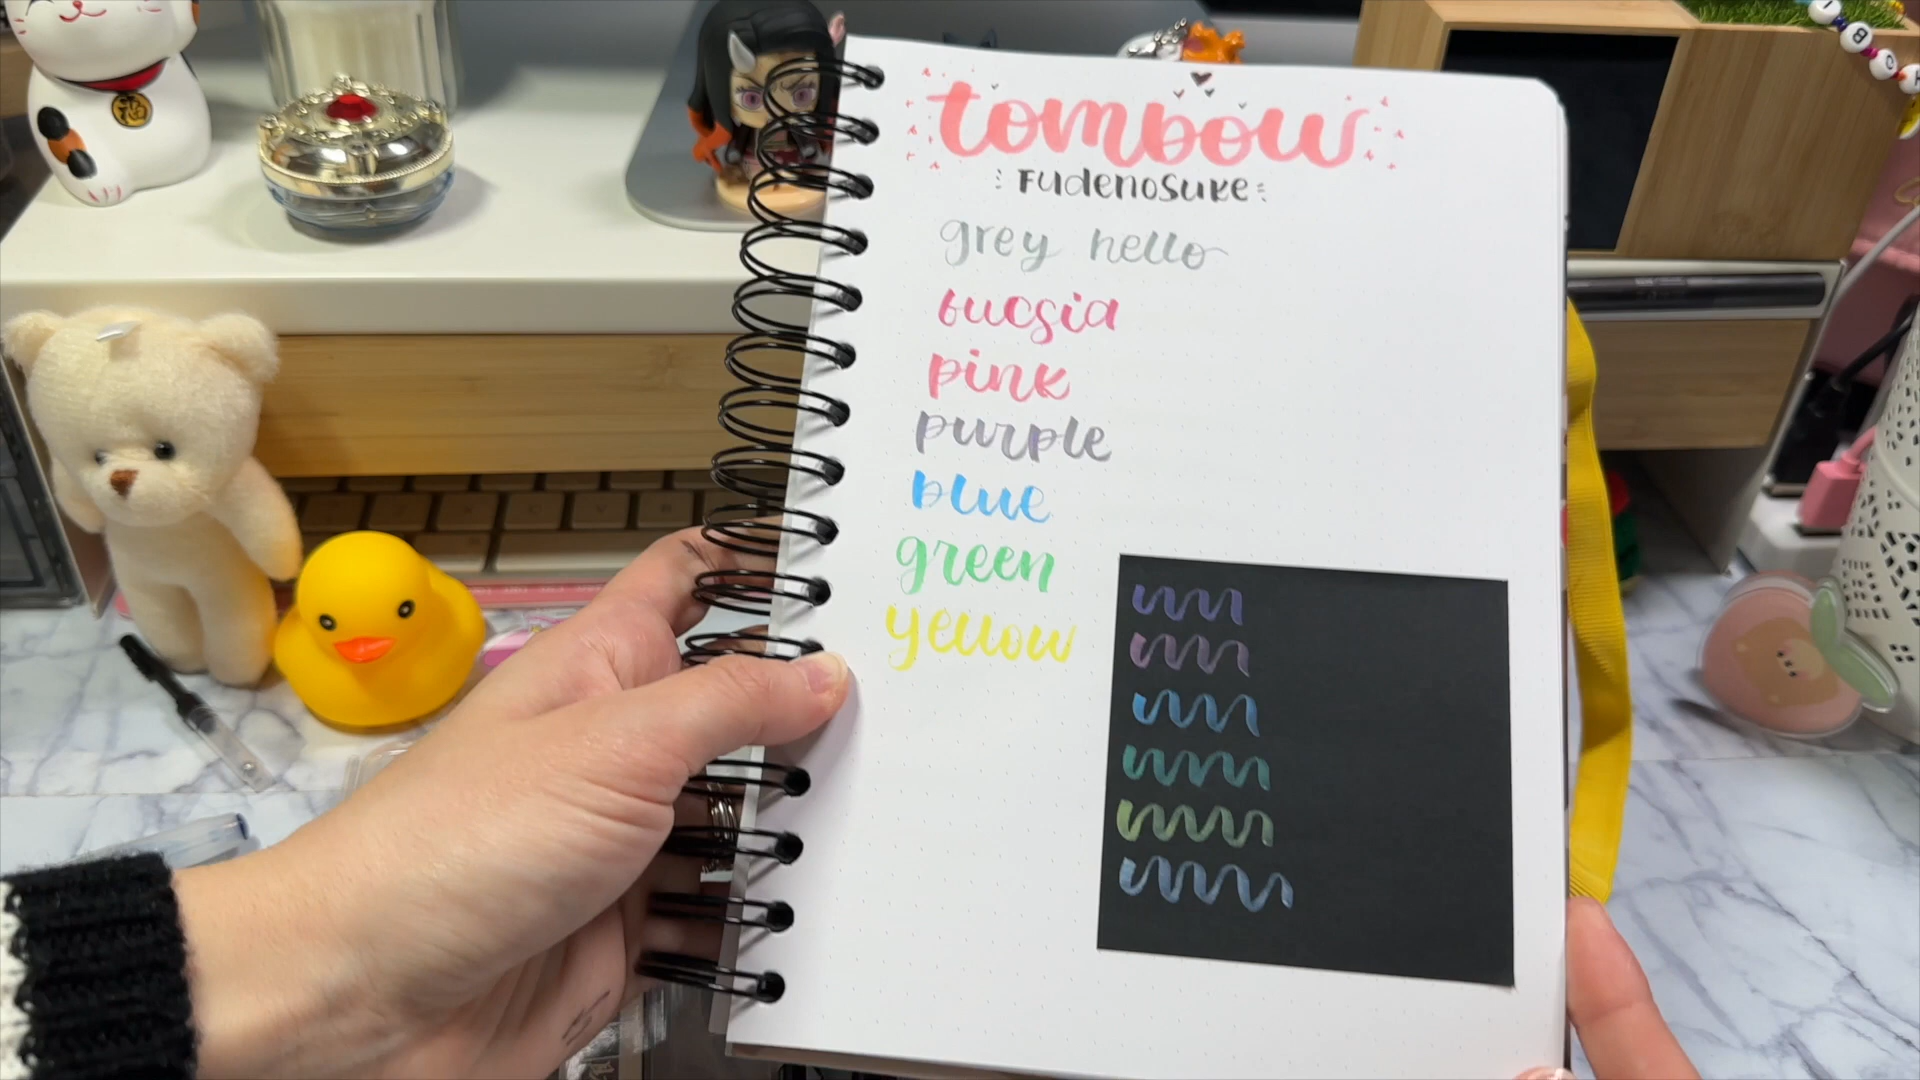 tombow
Fudenosuke
grey hello
fucsia
pink
purple
blue
green
yellow